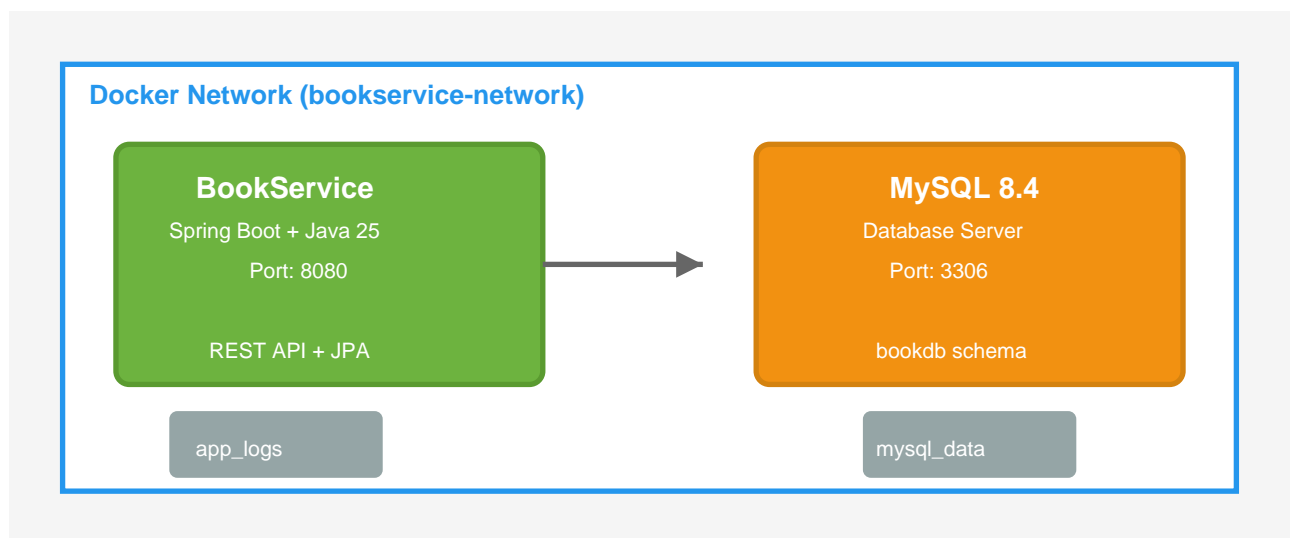 Docker Network (bookservice-network)
BookService
Spring Boot + Java 25
Port: 8080
REST API + JPA
app_logs
MySQL 8.4
Database Server
Port: 3306
bookdb schema
mysql_data